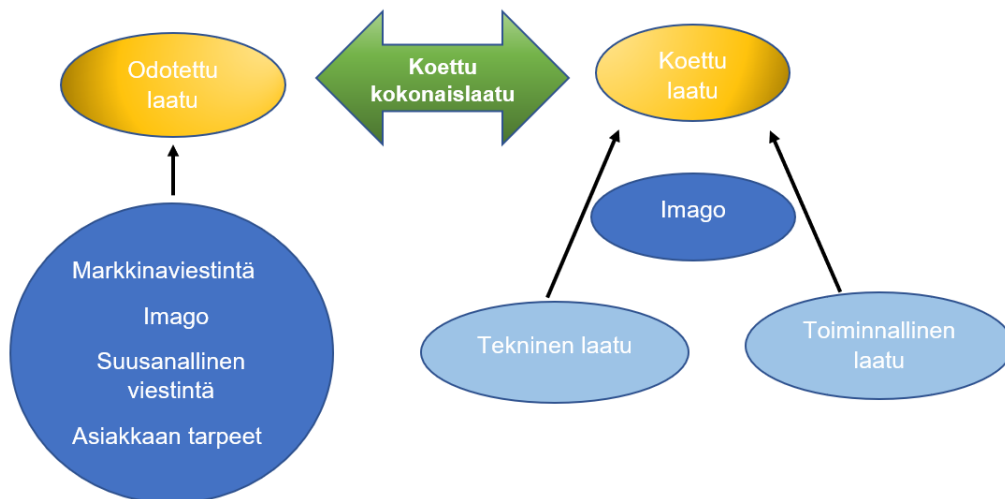 Odotettu
laatu
Koettu
kokonaislaatu
Koettu
laatu
Markkinaviestintä
Imago
Suusanallinen
viestintä
Asiakkaan tarpeet
Imago
Tekninen laatu
Toiminnallinen
laatu